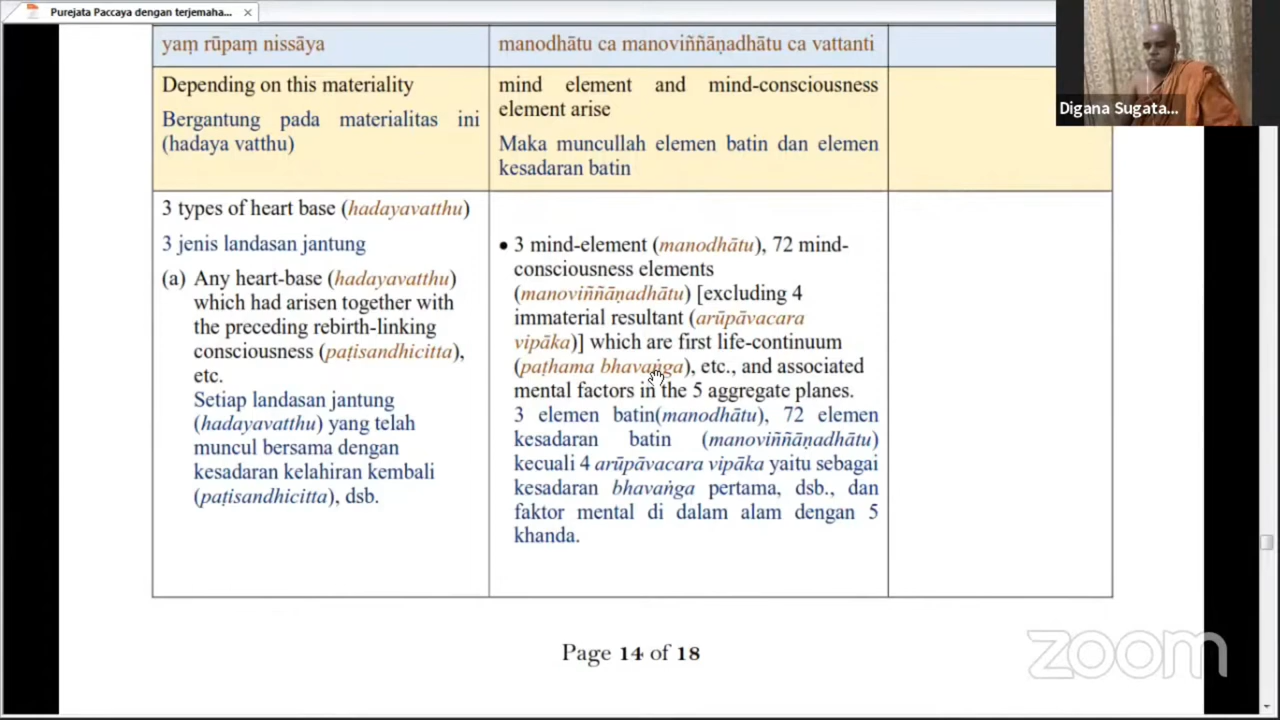 Purejata Paccaya dengan terjemaha...
Digana Sugata...
yaṃ rūpaṃ nissāya
manodhātu ca manoviññāṇadhātu ca vattanti
Depending on this materiality
Bergantung pada materialitas ini
(hadaya vatthu)
mind element and mind-consciousness
element arise
Maka muncullah elemen batin dan elemen
kesadaran batin
3 types of heart base (hadayavatthu)
3 jenis landasan jantung
(a) Any heart-base (hadayavatthu)
which had arisen together with
the preceding rebirth-linking
consciousness (paṭisandhicitta),
etc.
Setiap landasan jantung
(hadayavatthu) yang telah
muncul bersama dengan
kesadaran kelahiran kembali
(paṭisandhicitta), dsb.
• 3 mind-element (manodhātu), 72 mind-
consciousness elements
(manoviññāṇadhātu) [excluding 4
immaterial resultant (arūpāvacara
vipāka)] which are first life-continuum
(paṭhama bhavaṅga), etc., and associated
mental factors in the 5 aggregate planes.
3 elemen batin(manodhātu), 72 elemen
kesadaran batin (manoviññāṇadhātu)
kecuali 4 arūpāvacara vipāka yaitu sebagai
kesadaran bhavaṅga pertama, dsb., dan
faktor mental di dalam alam dengan 5
khanda.
Page 14 of 18
zoom